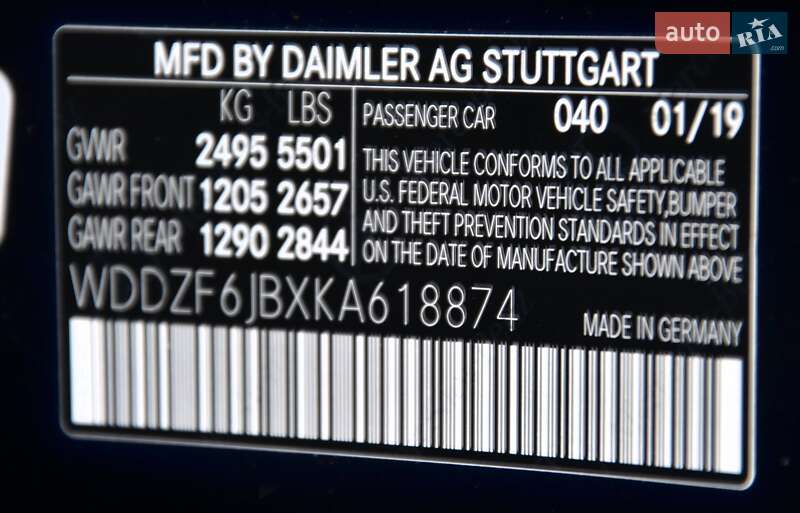 auto RIA .com
MFD BY DAIMLER AG STUTTGART
KG LBS
GVWR 2495 5501
GAWR FRONT 1205 2657
GAWR REAR 1290 2844
PASSENGER CAR 040 01/19
THIS VEHICLE CONFORMS TO ALL APPLICABLE
U.S. FEDERAL MOTOR VEHICLE SAFETY,BUMPER
AND THEFT PREVENTION STANDARDS IN EFFECT
ON THE DATE OF MANUFACTURE SHOWN ABOVE
WDDZF6JBXKA618874
MADE IN GERMANY